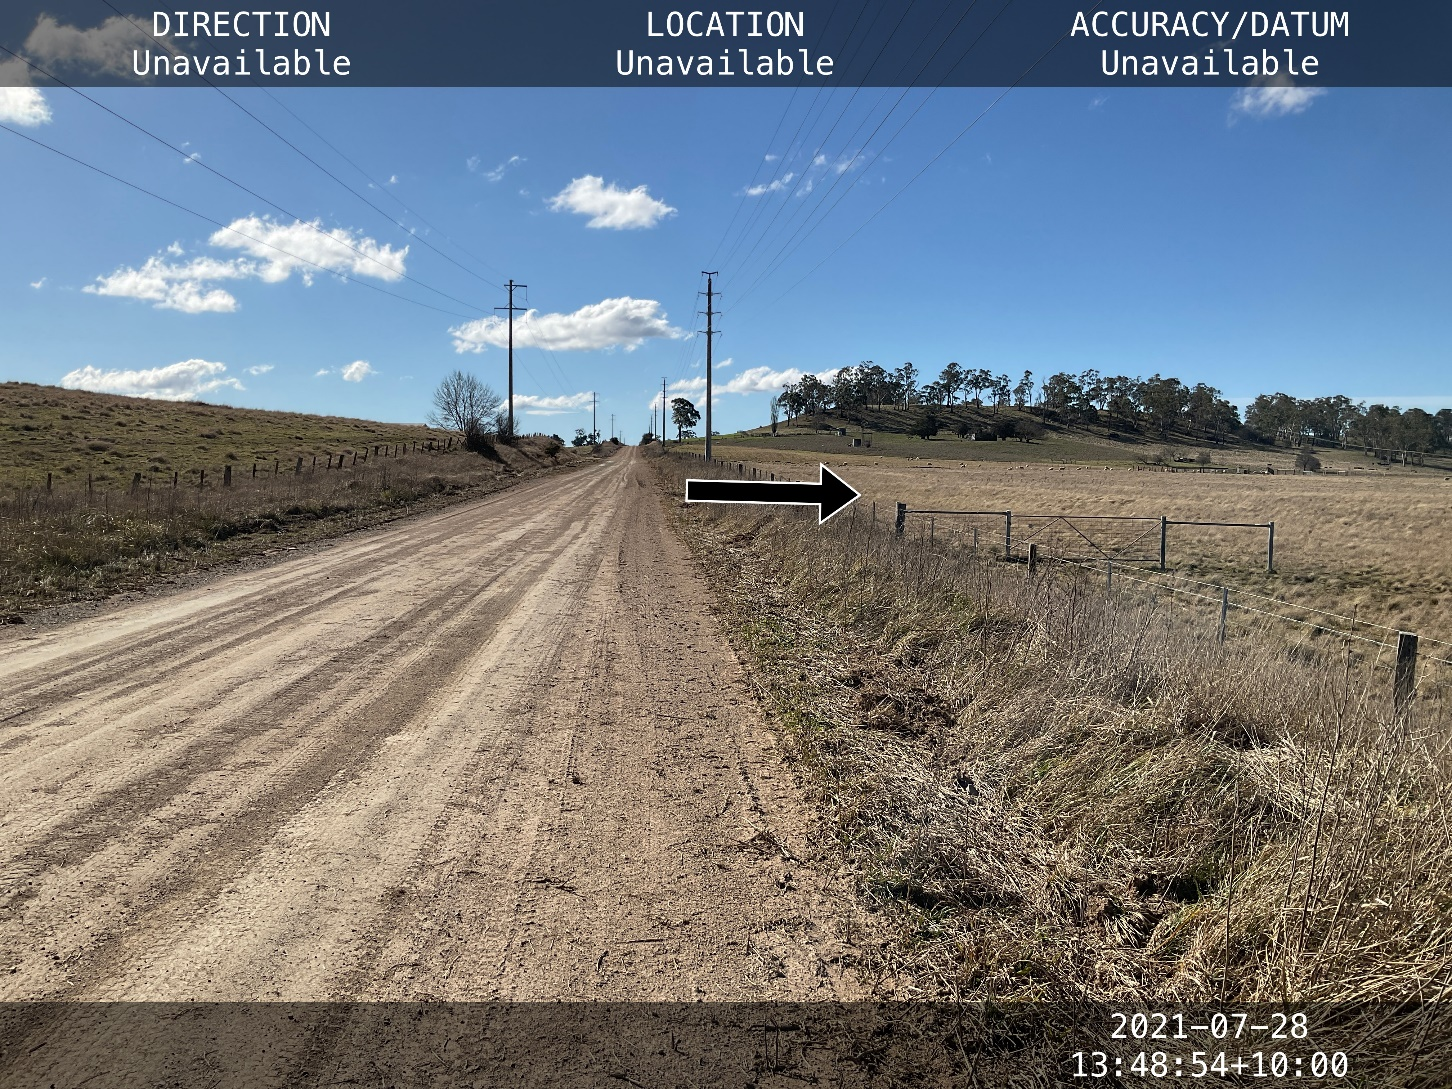 DIRECTION
Unavailable
LOCATION
Unavailable
ACCURACY/DATUM
Unavailable
2021-07-28
13:48:54+10:00